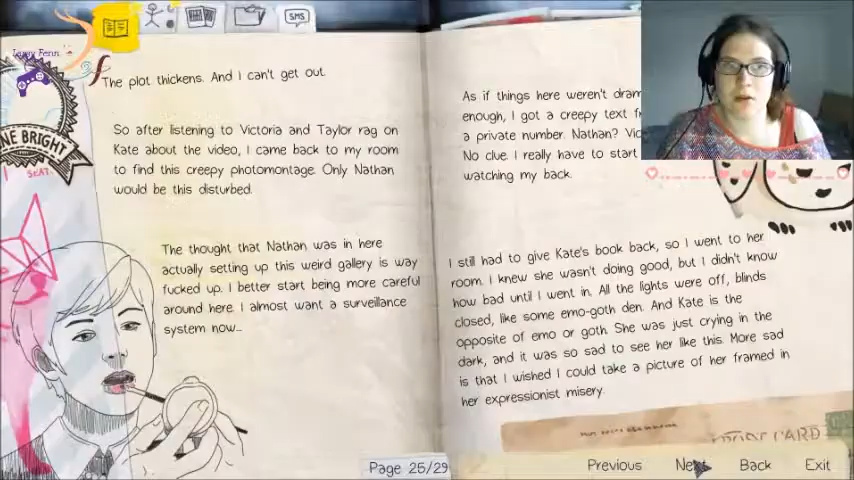 SMS
Larry Fenn
NE BRIGHT
SEAT
The plot thickens. And I can't get out.
So after listening to Victoria and Taylor rag on
Kate about the video, I came back to my room
to find this creepy photomontage. Only Nathan
would be this disturbed.
The thought that Nathan was in here
actually setting up this weird gallery is way
fucked up. I better start being more careful
around here. I almost want a surveillance
system now...
As if things here weren't dram
enough, I got a creepy text f
a private number. Nathan? Vic
No clue. I really have to start
watching my back.
I still had to give Kate's book back, so I went to her
room. I knew she wasn't doing good, but I didn't know
how bad until I went in. All the lights were off, blinds
closed, like some emo-goth den. And Kate is the
opposite of emo or goth. She was just crying in the
dark, and it was so sad to see her like this. More sad
is that I wished I could take a picture of her framed in
her expressionist misery.
POST CARD
Page 25/29
Previous
Next
Back
Exit